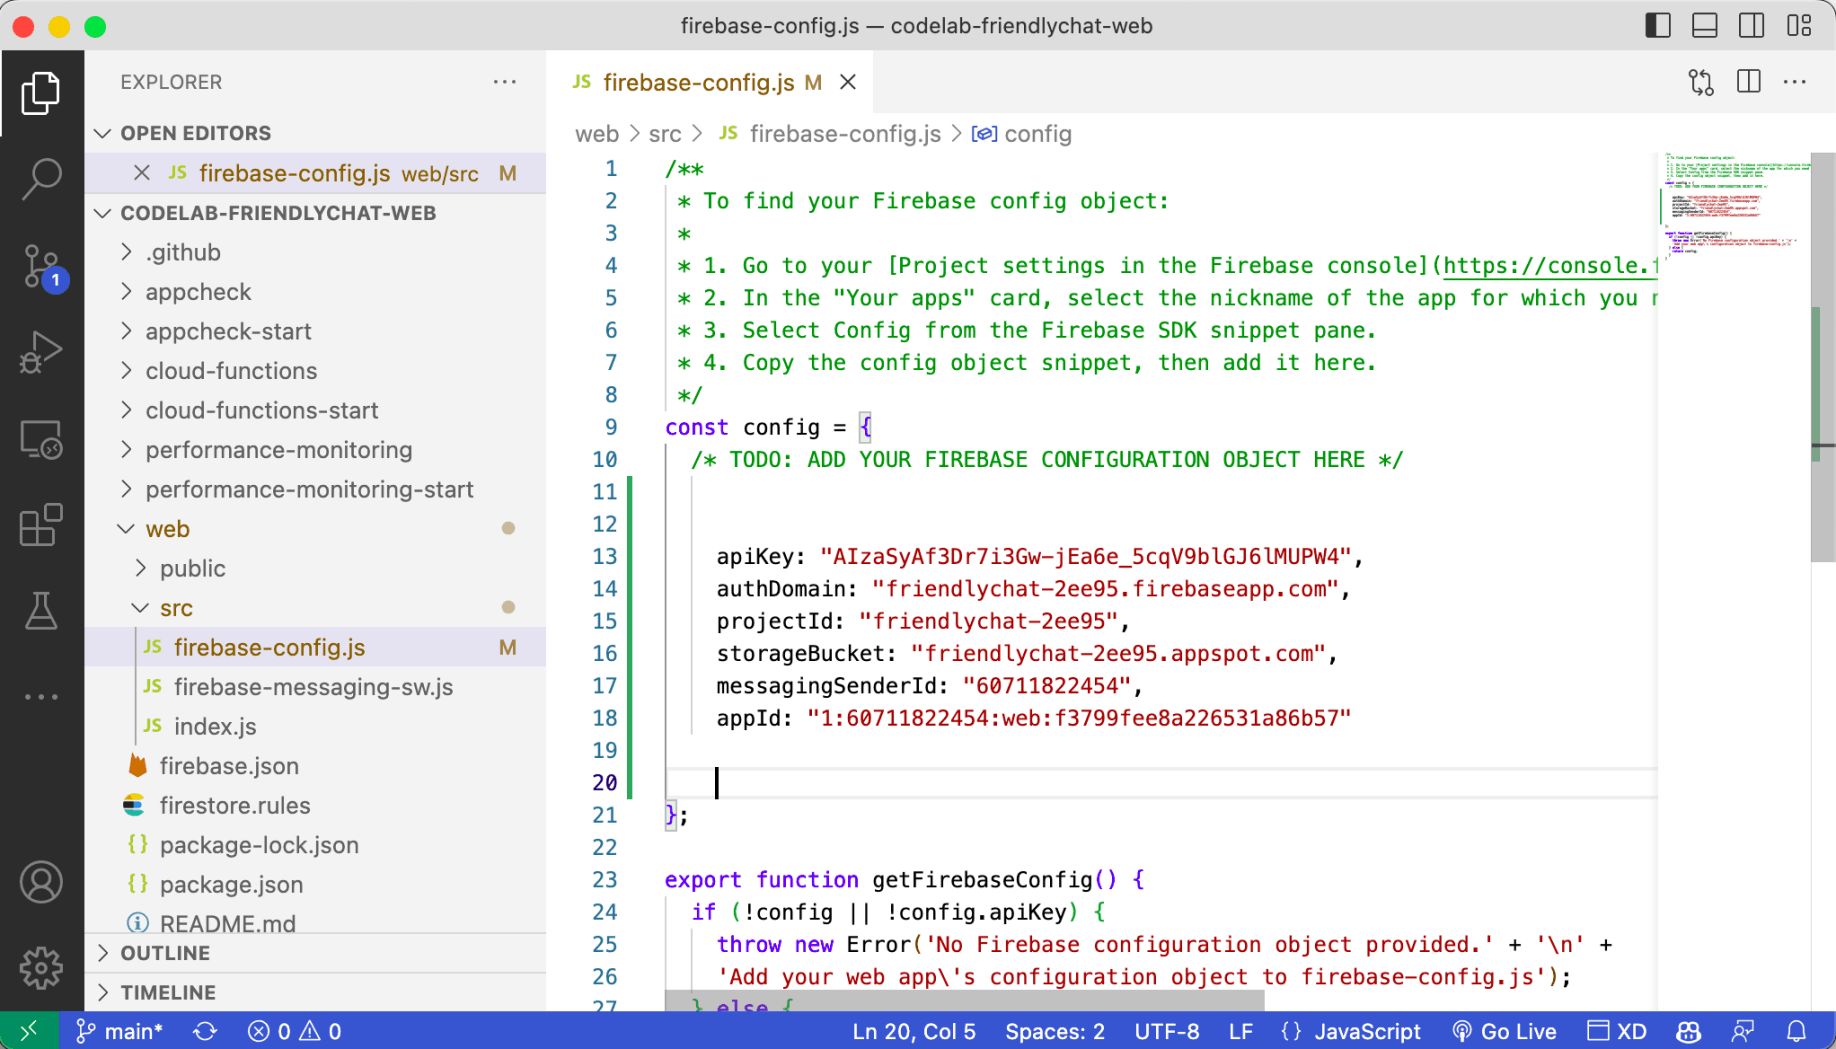 firebase-config.js — codelab-friendlychat-web
EXPLORER
OPEN EDITORS
JS firebase-config.js web/src M
CODELAB-FRIENDLYCHAT-WEB
.github
appcheck
appcheck-start
cloud-functions
cloud-functions-start
performance-monitoring
performance-monitoring-start
web
public
src
JS firebase-config.js M
JS firebase-messaging-sw.js
JS index.js
firebase.json
firestore.rules
{} package-lock.json
{} package.json
README.md
OUTLINE
TIMELINE
1
JS firebase-config.js M
web > src > JS firebase-config.js > config
1 /**
2 * To find your Firebase config object:
3 *
4 * 1. Go to your [Project settings in the Firebase console](https://console.
5 * 2. In the "Your apps" card, select the nickname of the app for which you
6 * 3. Select Config from the Firebase SDK snippet pane.
7 * 4. Copy the config object snippet, then add it here.
8 */
9 const config = {
10 /* TODO: ADD YOUR FIREBASE CONFIGURATION OBJECT HERE */
11
12
13 apiKey: "AIzaSyAf3Dr7i3Gw-jEa6e_5cqV9blGJ6lMUPW4",
14 authDomain: "friendlychat-2ee95.firebaseapp.com",
15 projectId: "friendlychat-2ee95",
16 storageBucket: "friendlychat-2ee95.appspot.com",
17 messagingSenderId: "60711822454",
18 appId: "1:60711822454:web:f3799fee8a226531a86b57"
19
20
21 };
22
23 export function getFirebaseConfig() {
24 if (!config || !config.apiKey) {
25 throw new Error('No Firebase configuration object provided.' + '\n' +
26 'Add your web app\'s configuration object to firebase-config.js');
27 } else {
main* 0 0 Ln 20, Col 5 Spaces: 2 UTF-8 LF {} JavaScript Go Live XD